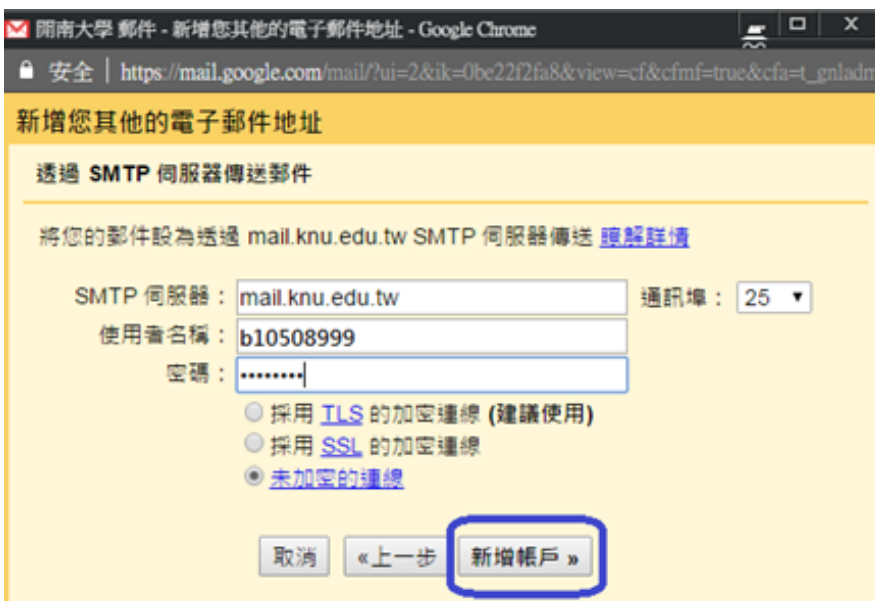 開南大學 郵件 - 新增您其他的電子郵件地址 - Google Chrome
安全 | https://mail.google.com/mail/?ui=2&ik=0be22f2fa8&view=cf&cfmf=true&cfa=t_gnladm
新增您其他的電子郵件地址
透過 SMTP 伺服器傳送郵件
將您的郵件設為透過 mail.knu.edu.tw SMTP 伺服器傳送 瞭解詳情
SMTP 伺服器: mail.knu.edu.tw 通訊埠: 25
使用者名稱: b10508999
密碼: ••••••••
採用 TLS 的加密連線 (建議使用)
採用 SSL 的加密連線
未加密的連線
取消 «上一步 新增帳戶 »